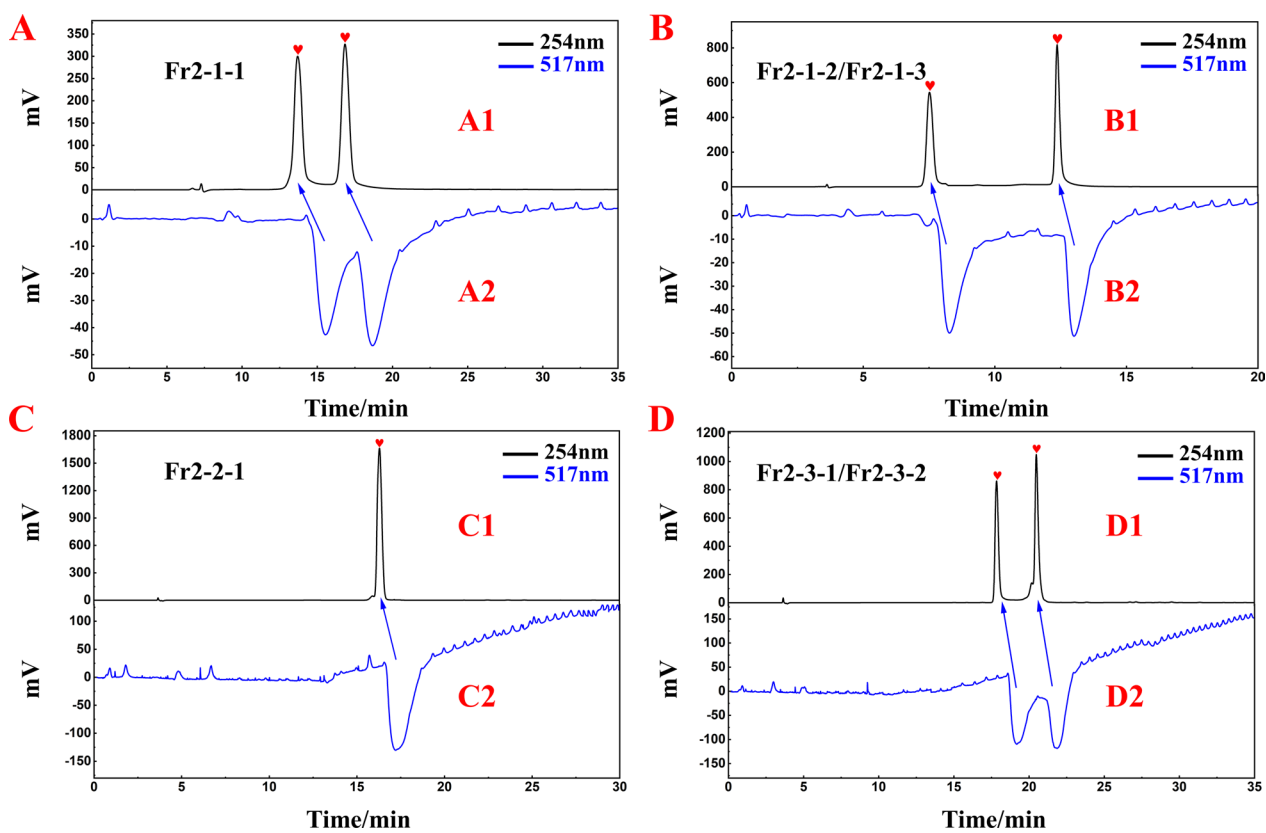 A
350
300
250
200
150
100
50
0
mV
Fr2-1-1
254nm
517nm
A1
0
-10
-20
-30
-40
-50
mV
A2
0 5 10 15 20 25 30 35
Time/min
B
800
600
400
200
0
mV
Fr2-1-2/Fr2-1-3
254nm
517nm
B1
0
-10
-20
-30
-40
-50
-60
mV
B2
0 5 10 15 20
Time/min
C
1800
1500
1200
900
600
300
0
mV
Fr2-2-1
254nm
517nm
C1
100
50
0
-50
-100
-150
mV
C2
0 5 10 15 20 25 30
Time/min
D
1200
1000
800
600
400
200
0
mV
Fr2-3-1/Fr2-3-2
254nm
517nm
D1
150
100
50
0
-50
-100
-150
mV
D2
0 5 10 15 20 25 30 35
Time/min